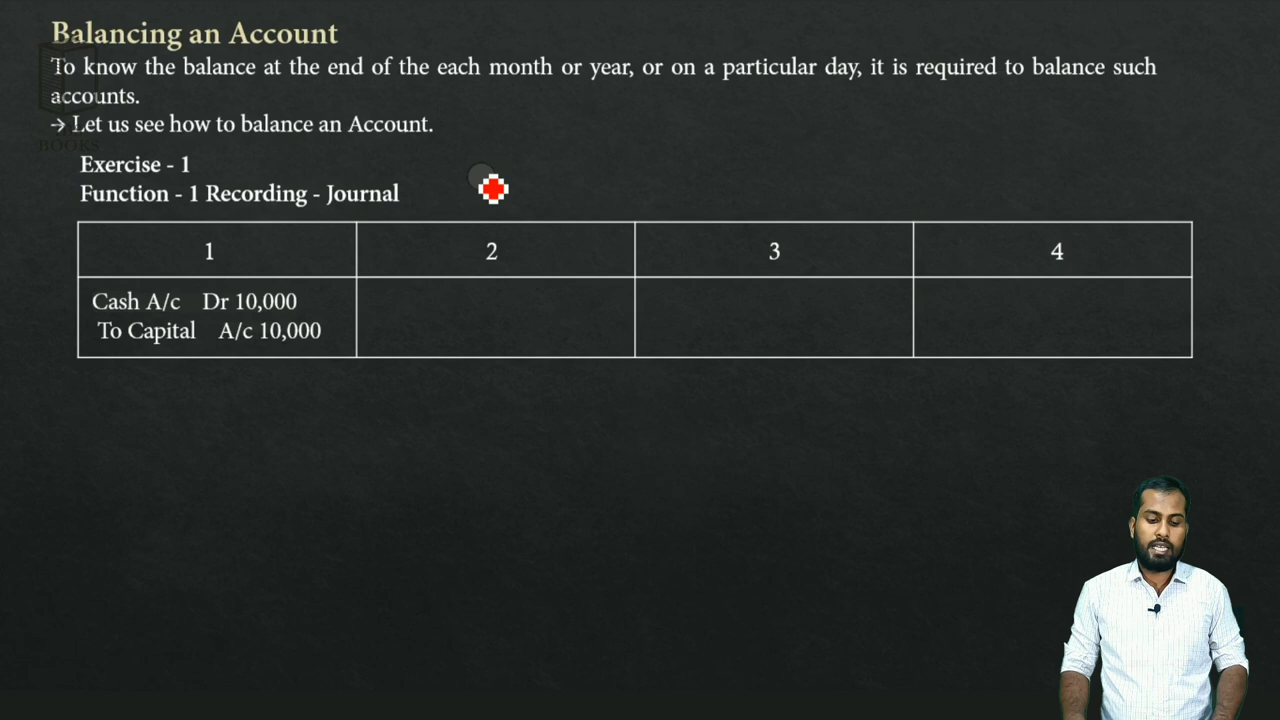 Balancing an Account
To know the balance at the end of the each month or year, or on a particular day, it is required to balance such
accounts.
→ Let us see how to balance an Account.
BOOKS
Exercise - 1
Function - 1 Recording - Journal
1 2 3 4
Cash A/c Dr 10,000
To Capital A/c 10,000